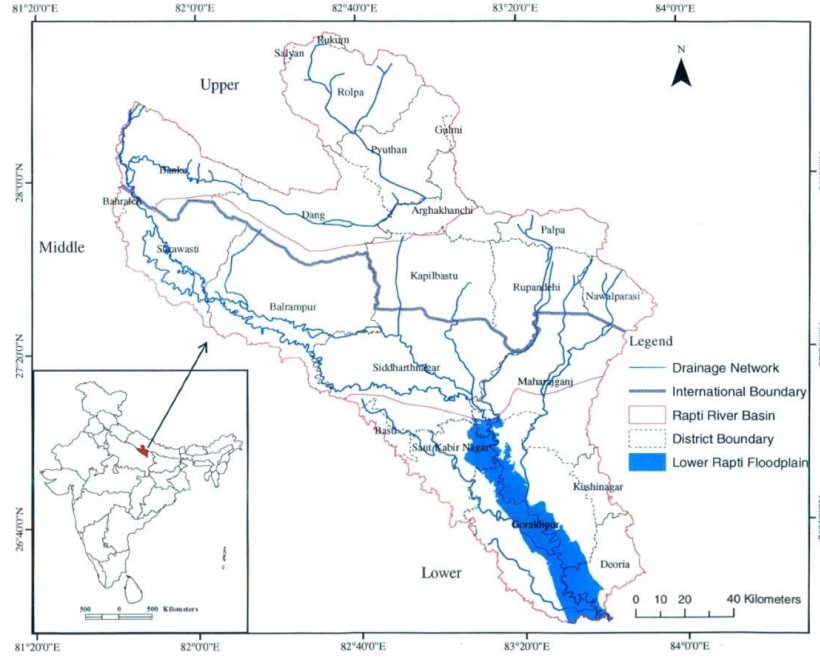 81°20'0"E 82°0'0"E 82°40'0"E 83°20'0"E 84°0'0"E
N
Upper
Middle
Lower
Rukum
Salyan
Rolpa
Gulmi
Pyuthan
Banke
Bahraich
Dang
Arghakhanchi
Palpa
Shrawasti
Kapilbastu
Rupandehi
Nawalparasi
Balrampur
Siddharthnagar
Maharajganj
Basti
Sant Kabir Nagar
Kushinagar
Gorakhpur
Deoria
28°0'0"N
27°20'0"N
26°40'0"N
Legend
Drainage Network
International Boundary
Rapti River Basin
District Boundary
Lower Rapti Floodplain
500 0 500 Kilometers
0 10 20 40 Kilometers
81°20'0"E 82°0'0"E 82°40'0"E 83°20'0"E 84°0'0"E